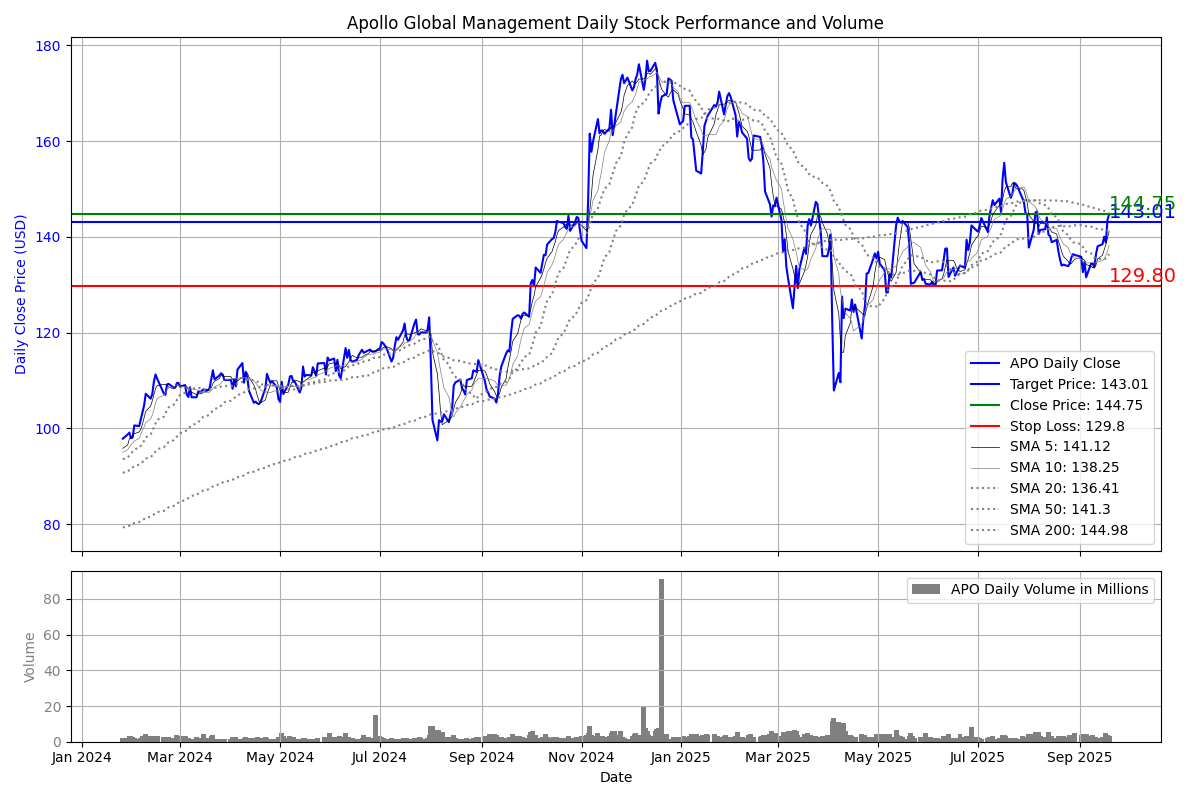 Apollo Global Management Daily Stock Performance and Volume
Daily Close Price (USD)
180
160
140
120
100
80
144.75
143.01
129.80
APO Daily Close
Target Price: 143.01
Close Price: 144.75
Stop Loss: 129.8
SMA 5: 141.12
SMA 10: 138.25
SMA 20: 136.41
SMA 50: 141.3
SMA 200: 144.98
Volume
80
60
40
20
0
APO Daily Volume in Millions
Jan 2024
Mar 2024
May 2024
Jul 2024
Sep 2024
Nov 2024
Jan 2025
Mar 2025
May 2025
Jul 2025
Sep 2025
Date